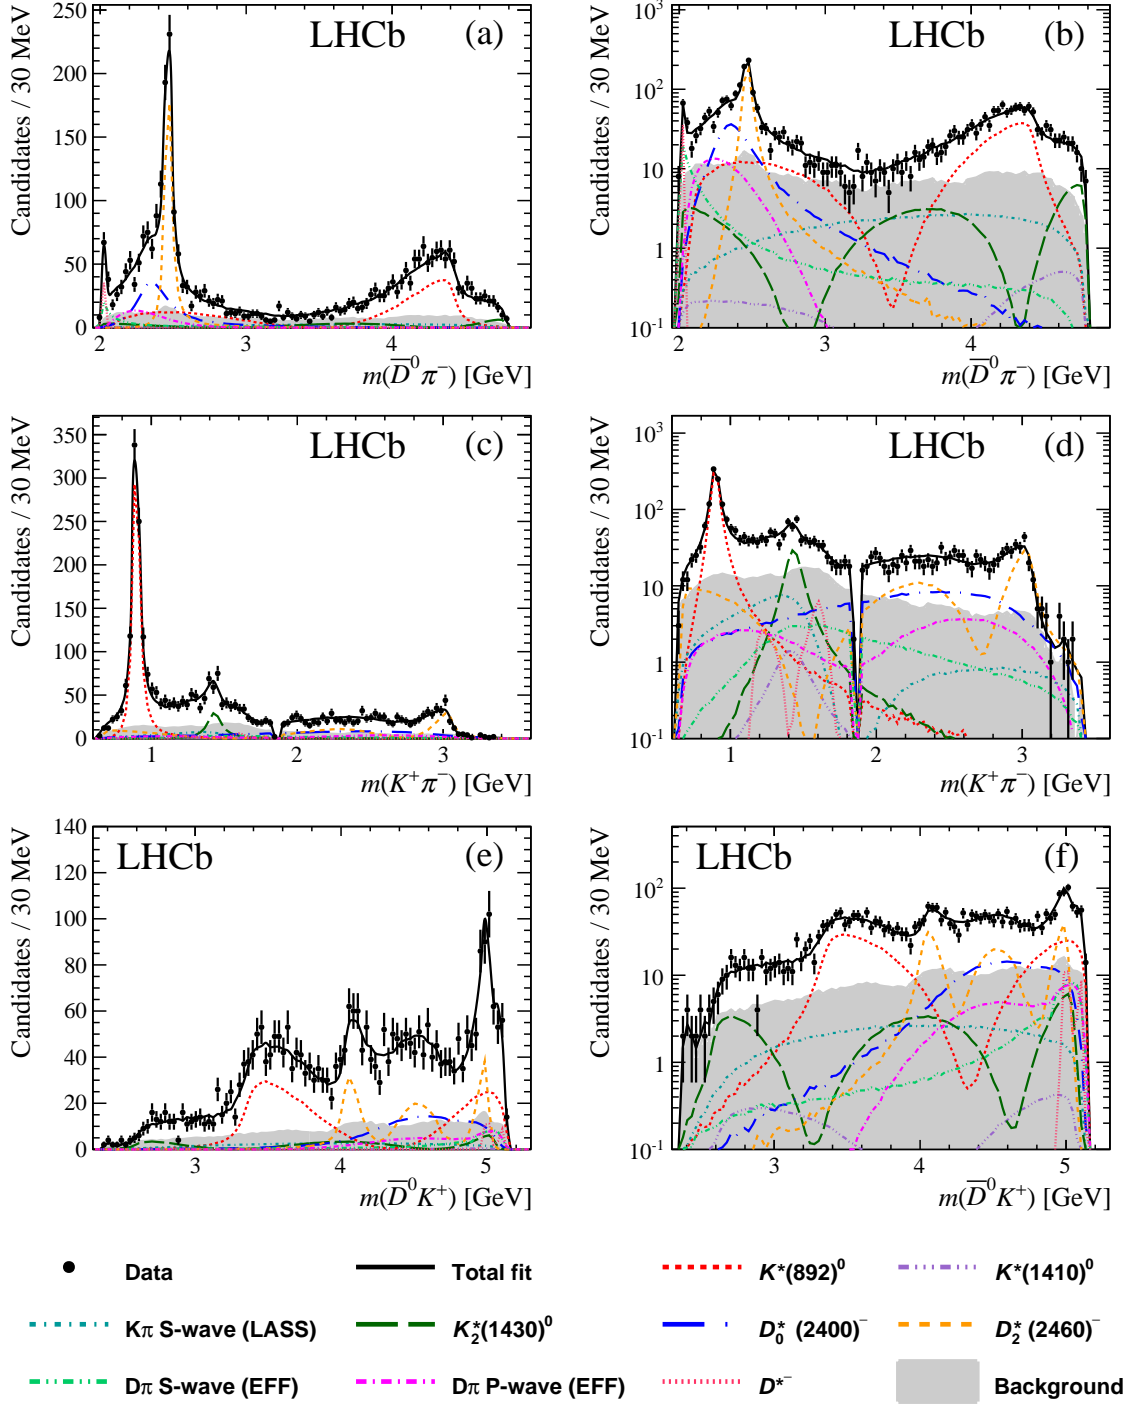 LHCb (a)
Candidates / 30 MeV
250
200
150
100
50
0
2 3 4
m(D̅⁰π⁻) [GeV]
LHCb (b)
Candidates / 30 MeV
10³
10²
10
1
10⁻¹
2 3 4
m(D̅⁰π⁻) [GeV]
LHCb (c)
Candidates / 30 MeV
350
300
250
200
150
100
50
0
1 2 3
m(K⁺π⁻) [GeV]
LHCb (d)
Candidates / 30 MeV
10³
10²
10
1
10⁻¹
1 2 3
m(K⁺π⁻) [GeV]
LHCb (e)
Candidates / 30 MeV
140
120
100
80
60
40
20
0
3 4 5
m(D̅⁰K⁺) [GeV]
LHCb (f)
Candidates / 30 MeV
10²
10
1
10⁻¹
3 4 5
m(D̅⁰K⁺) [GeV]
Data Total fit K*(892)⁰ K*(1410)⁰
Kπ S-wave (LASS) K₂*(1430)⁰ D₀*(2400)⁻ D₂*(2460)⁻
Dπ S-wave (EFF) Dπ P-wave (EFF) D*⁻ Background